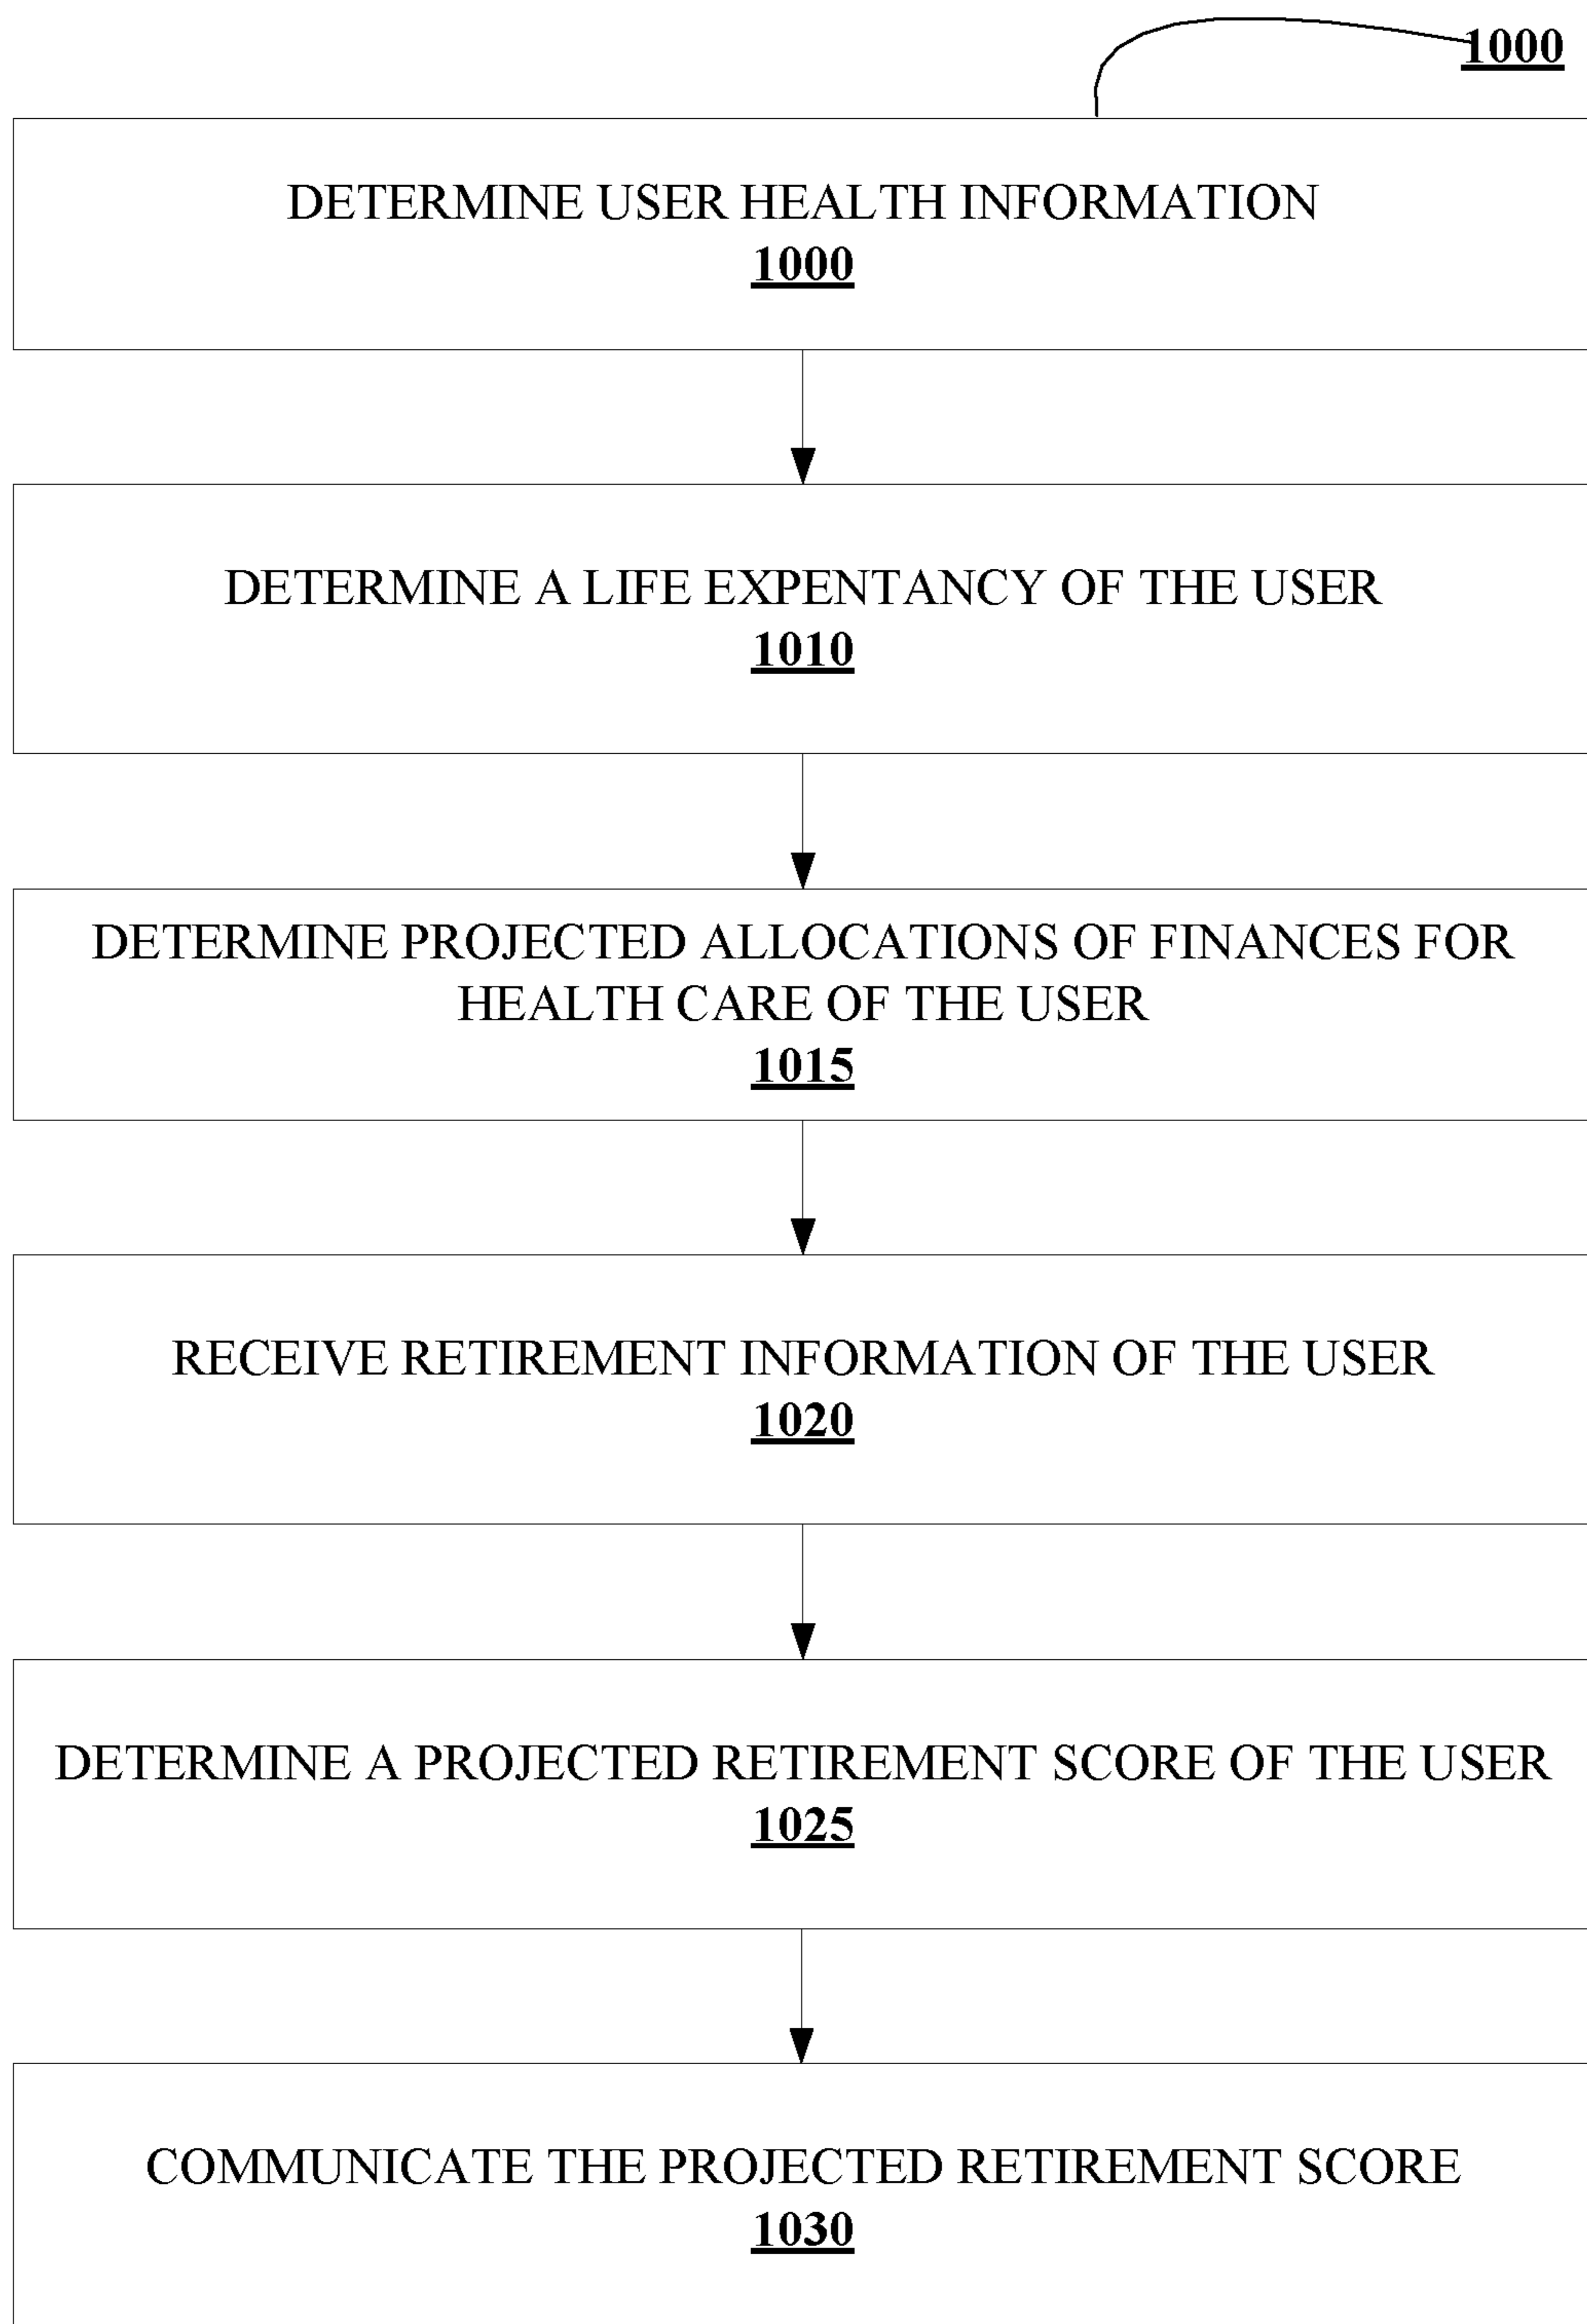 1000
DETERMINE USER HEALTH INFORMATION
1000
DETERMINE A LIFE EXPENTANCY OF THE USER
1010
DETERMINE PROJECTED ALLOCATIONS OF FINANCES FOR
HEALTH CARE OF THE USER
1015
RECEIVE RETIREMENT INFORMATION OF THE USER
1020
DETERMINE A PROJECTED RETIREMENT SCORE OF THE USER
1025
COMMUNICATE THE PROJECTED RETIREMENT SCORE
1030